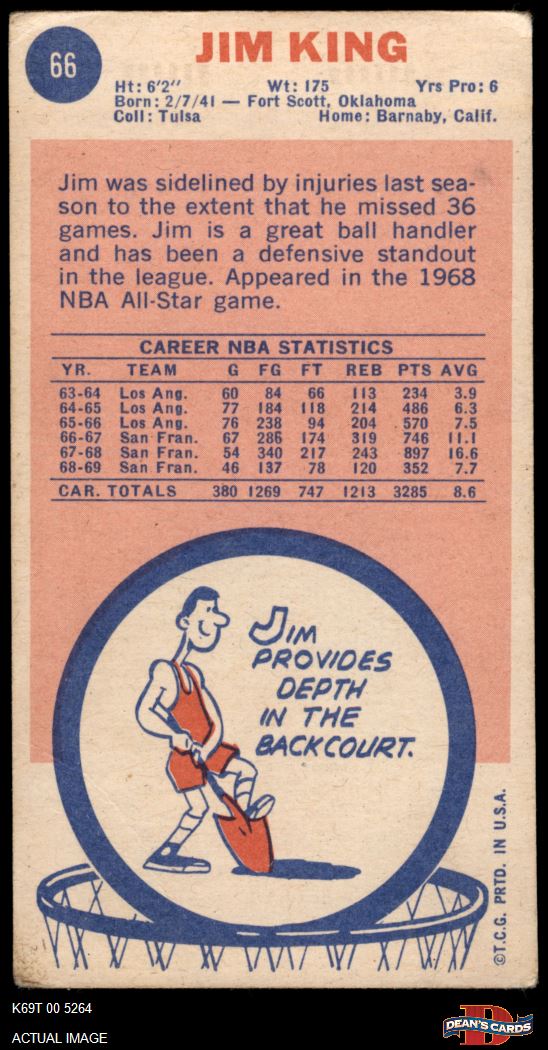 66
JIM KING
Ht: 6'2" Wt: 175 Yrs Pro: 6
Born: 2/7/41 — Fort Scott, Oklahoma
Coll: Tulsa Home: Barnaby, Calif.
Jim was sidelined by injuries last sea-
son to the extent that he missed 36
games. Jim is a great ball handler
and has been a defensive standout
in the league. Appeared in the 1968
NBA All-Star game.
CAREER NBA STATISTICS
YR. TEAM G FG FT REB PTS AVG
63-64 Los Ang. 60 84 66 113 234 3.9
64-65 Los Ang. 77 184 118 214 486 6.3
65-66 Los Ang. 76 238 94 204 570 7.5
66-67 San Fran. 67 286 174 319 746 11.1
67-68 San Fran. 54 340 217 243 897 16.6
68-69 San Fran. 46 137 78 120 352 7.7
CAR. TOTALS 380 1269 747 1213 3285 8.6
JIM
PROVIDES
DEPTH
IN THE
BACKCOURT.
©T.C.G. PRTD. IN U.S.A.
K69T 00 5264
ACTUAL IMAGE
D
DEAN'S CARDS